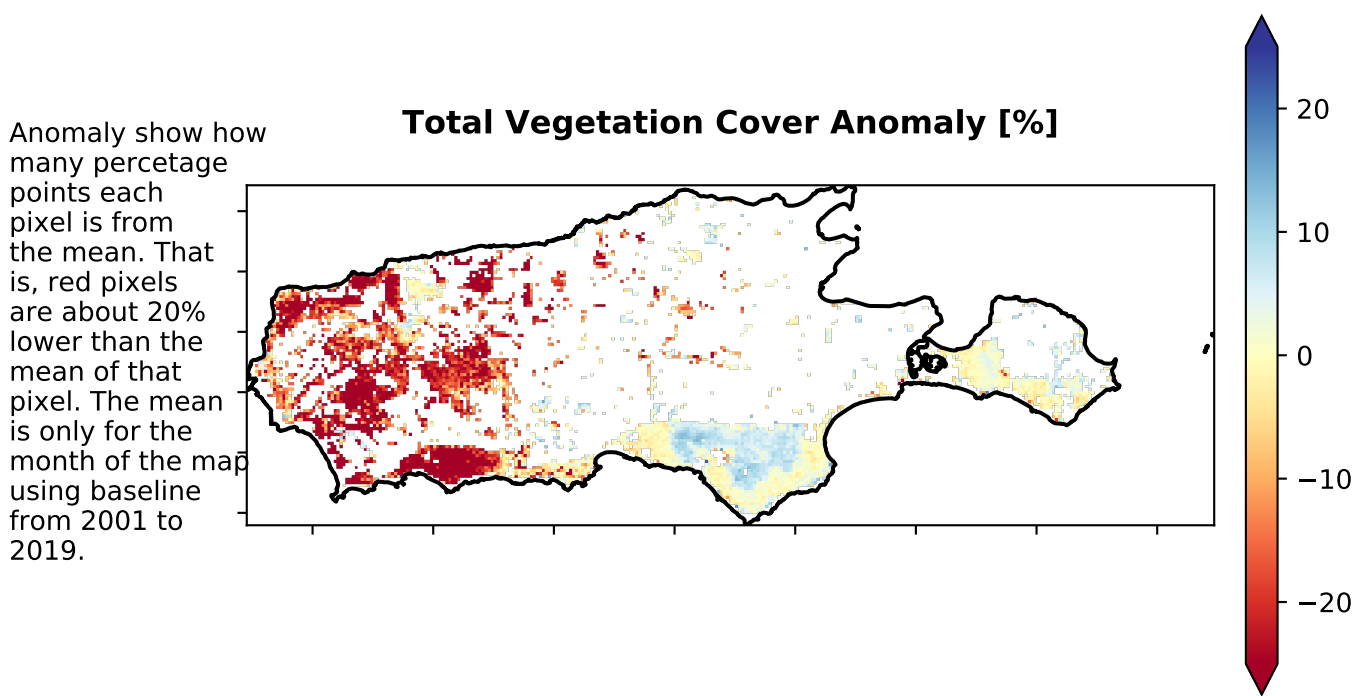 Total Vegetation Cover Anomaly [%]
Anomaly show how
many percetage
points each
pixel is from
the mean. That
is, red pixels
are about 20%
lower than the
mean of that
pixel. The mean
is only for the
month of the map
using baseline
from 2001 to
2019.
20
10
0
−10
−20